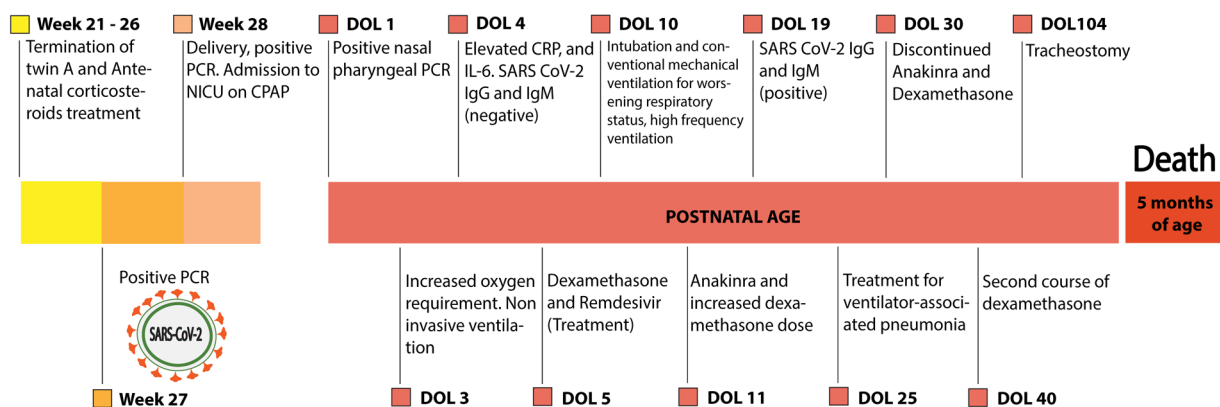 Week 21 - 26
Termination of
twin A and Ante-
natal corticoste-
roids treatment
Week 28
Delivery, positive
PCR. Admission to
NICU on CPAP
DOL 1
Positive nasal
pharyngeal PCR
DOL 4
Elevated CRP, and
IL-6. SARS CoV-2
IgG and IgM
(negative)
DOL 10
Intubation and con-
ventional mechanical
ventilation for wors-
ening respiratory
status, high frequency
ventilation
DOL 19
SARS CoV-2 IgG
and IgM
(positive)
DOL 30
Discontinued
Anakinra and
Dexamethasone
DOL104
Tracheostomy
Death
5 months
of age
POSTNATAL AGE
Positive PCR
SARS-CoV-2
Week 27
Increased oxygen
requirement. Non
invasive ventila-
tion
DOL 3
Dexamethasone
and Remdesivir
(Treatment)
DOL 5
Anakinra and
increased dexa-
methasone dose
DOL 11
Treatment for
ventilator-associ-
ated pneumonia
DOL 25
Second course of
dexamethasone
DOL 40